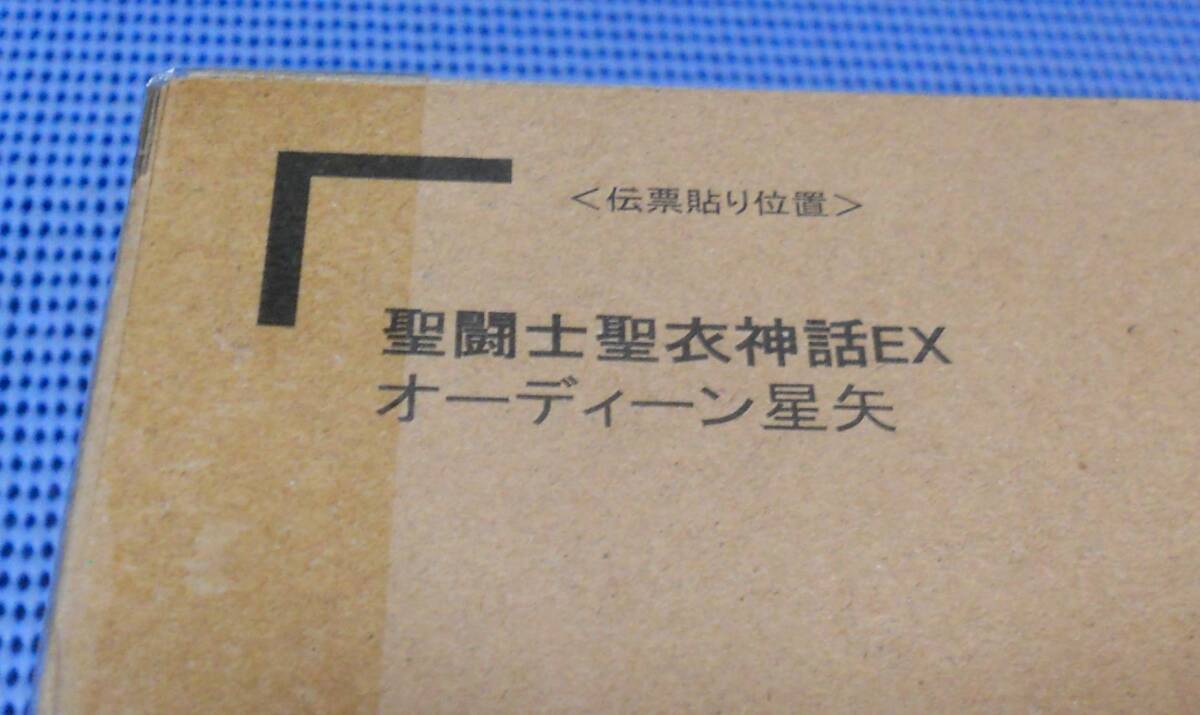 ＜伝票貼り位置＞
聖闘士聖衣神話EX
オーディーン星矢